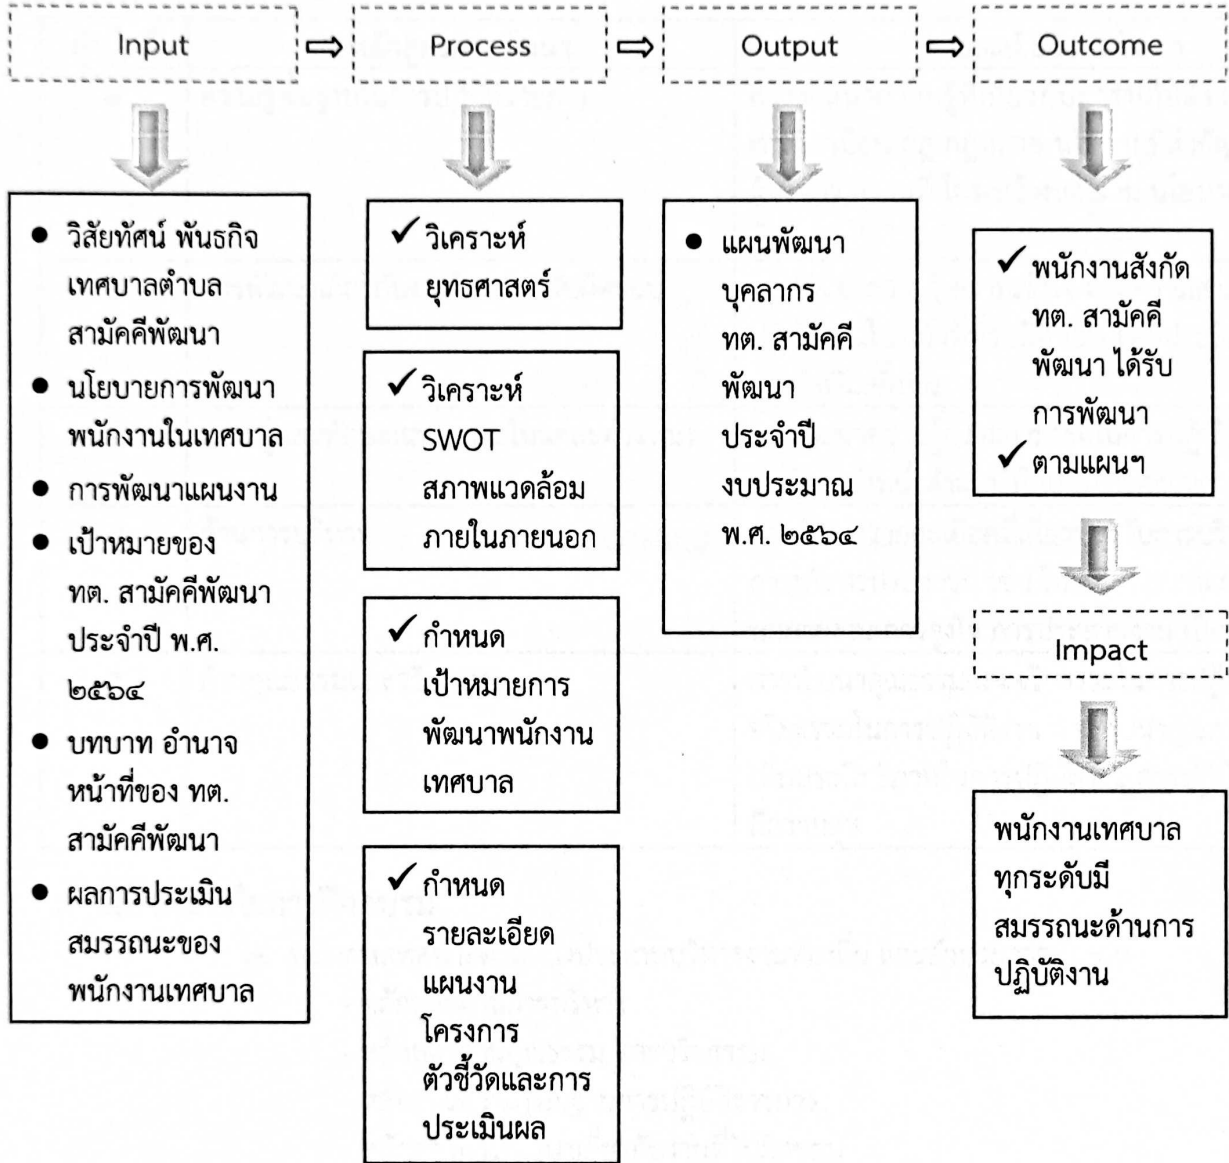 Input
Process
Output
Outcome
● วิสัยทัศน์ พันธกิจ
เทศบาลตำบล
สามัคคีพัฒนา
● นโยบายการพัฒนา
พนักงานในเทศบาล
● การพัฒนาแผนงาน
● เป้าหมายของ
ทต. สามัคคีพัฒนา
ประจำปี พ.ศ.
๒๕๖๔
● บทบาท อำนาจ
หน้าที่ของ ทต.
สามัคคีพัฒนา
● ผลการประเมิน
สมรรถนะของ
พนักงานเทศบาล
✓ วิเคราะห์
ยุทธศาสตร์
✓ วิเคราะห์
SWOT
สภาพแวดล้อม
ภายในภายนอก
✓ กำหนด
เป้าหมายการ
พัฒนาพนักงาน
เทศบาล
✓ กำหนด
รายละเอียด
แผนงาน
โครงการ
ตัวชี้วัดและการ
ประเมินผล
● แผนพัฒนา
บุคลากร
ทต. สามัคคี
พัฒนา
ประจำปี
งบประมาณ
พ.ศ. ๒๕๖๔
✓ พนักงานสังกัด
ทต. สามัคคี
พัฒนา ได้รับ
การพัฒนา
✓ ตามแผนฯ
Impact
พนักงานเทศบาล
ทุกระดับมี
สมรรถนะด้านการ
ปฏิบัติงาน